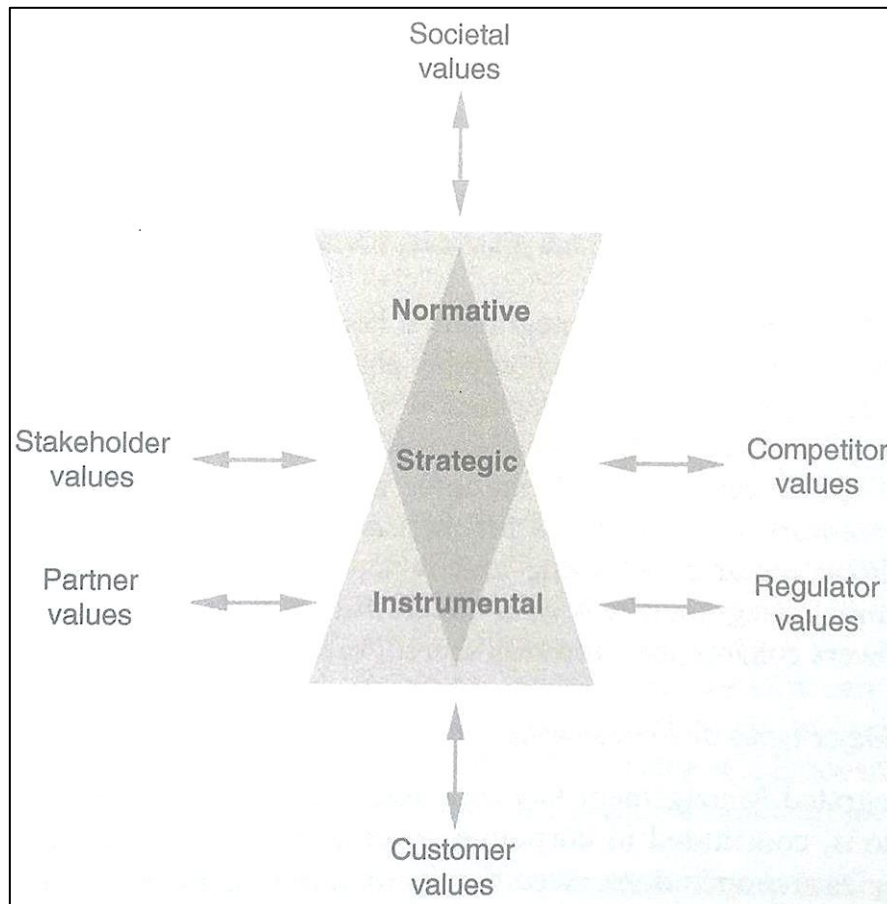 Societal
values
Normative
Stakeholder
values
Strategic
Competitor
values
Partner
values
Instrumental
Regulator
values
Customer
values